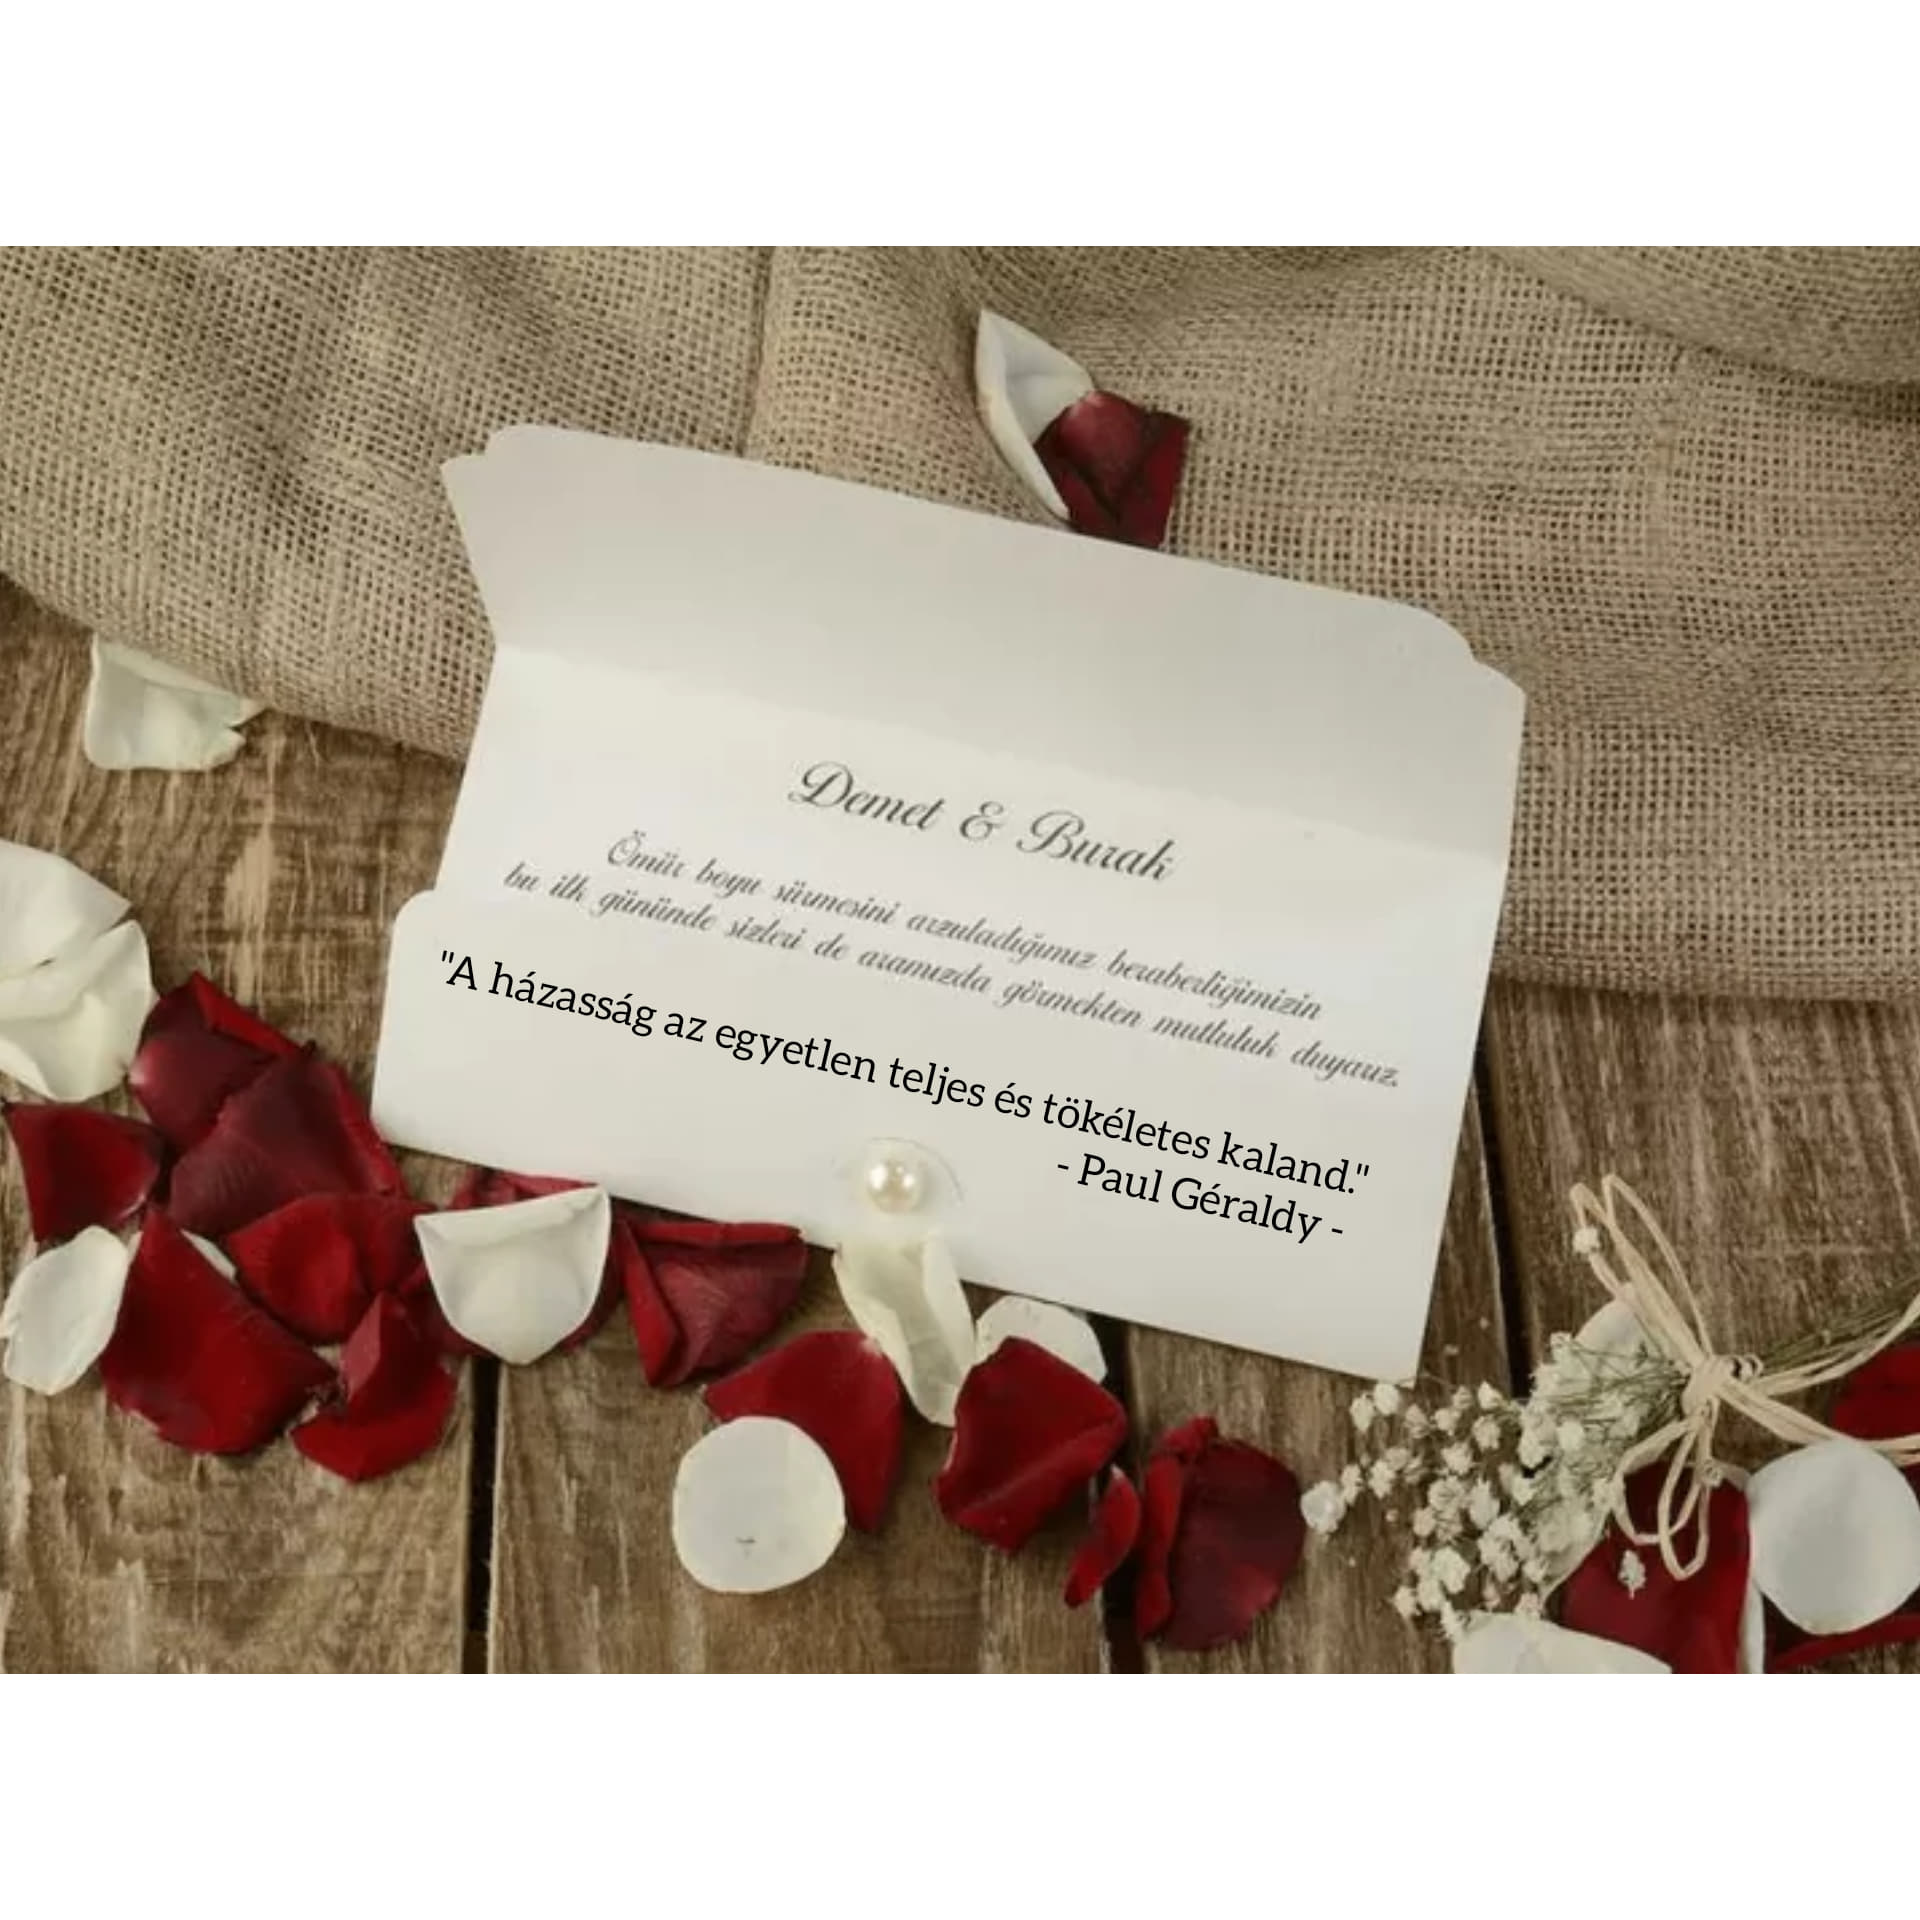 Demet & Burak
Ömür boyu sürmesini arzuladığımız beraberliğimizin
bu ilk gününde sizleri de aramızda görmekten mutluluk duyarız.
"A házasság az egyetlen teljes és tökéletes kaland."
- Paul Géraldy -